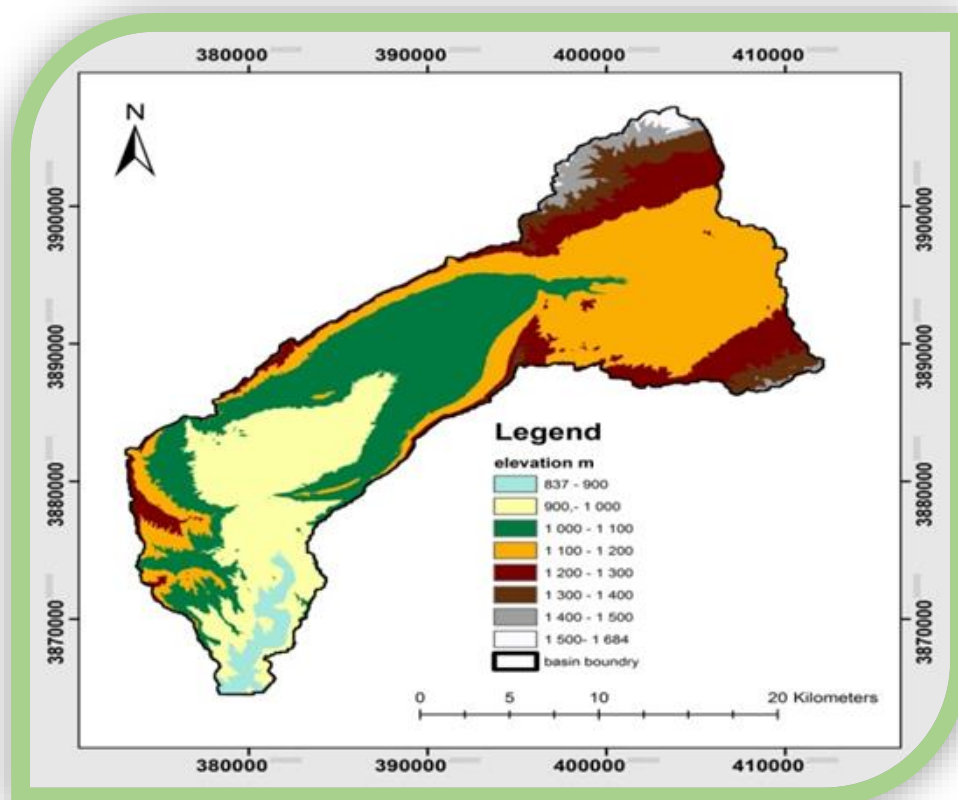 380000 390000 400000 410000
N
3900000 3900000
3890000 3890000
3880000 3880000
3870000 3870000
Legend
elevation m
837 - 900
900,- 1 000
1 000 - 1 100
1 100 - 1 200
1 200 - 1 300
1 300 - 1 400
1 400 - 1 500
1 500- 1 684
basin boundry
0 5 10 20 Kilometers
380000 390000 400000 410000